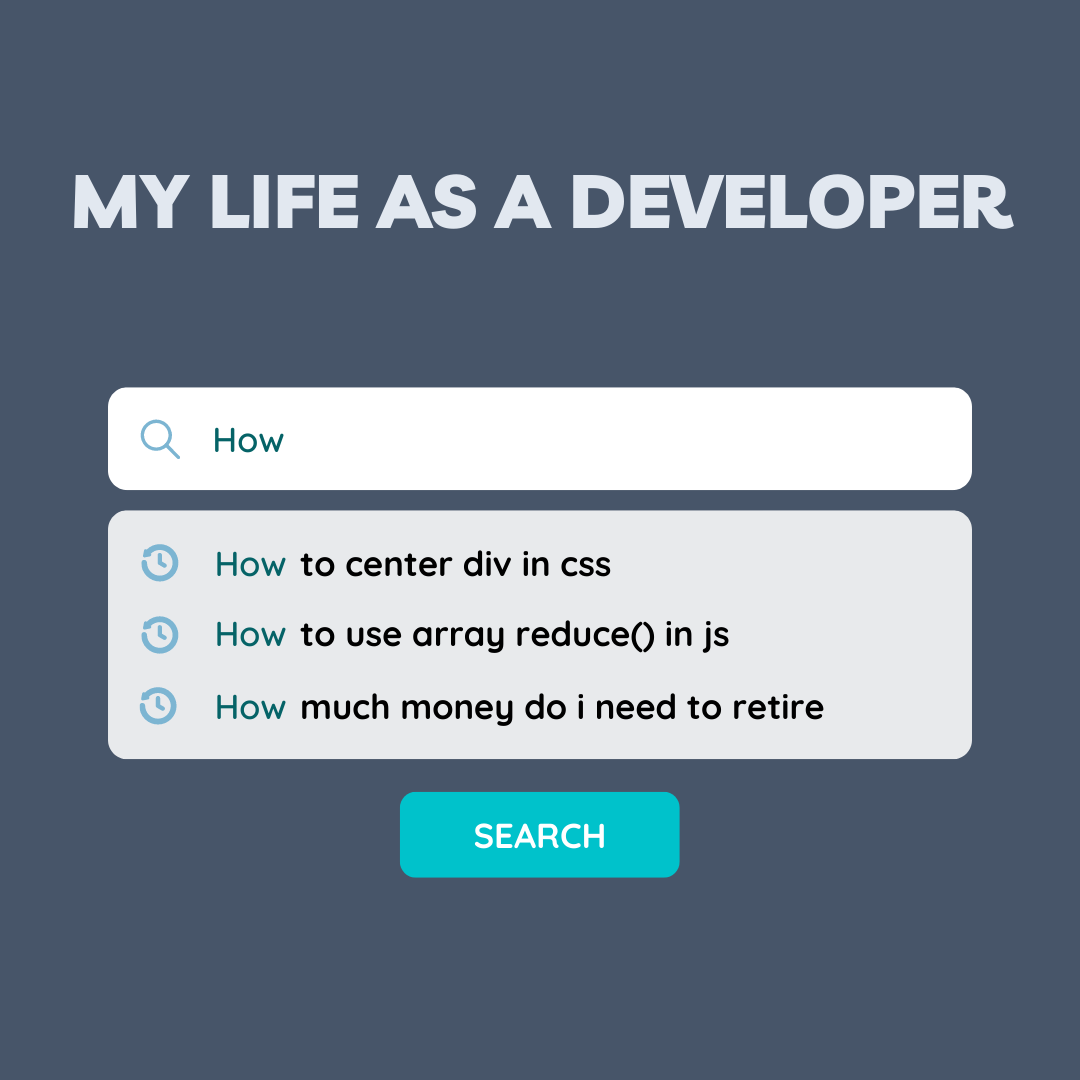 MY LIFE AS A DEVELOPER
How
How to center div in css
How to use array reduce() in js
How much money do i need to retire
SEARCH